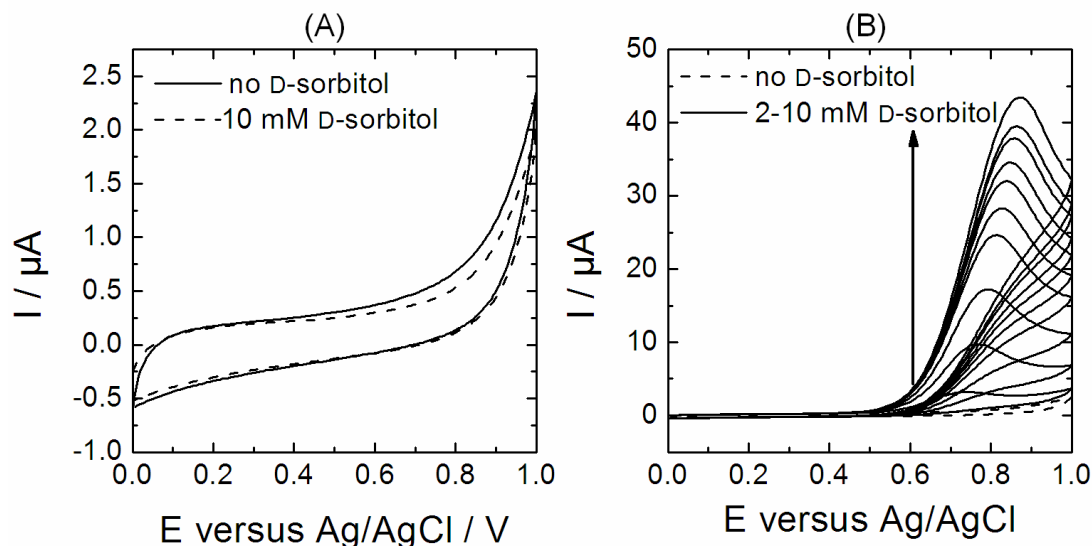 (A)
no D-sorbitol
10 mM D-sorbitol
2.5
2.0
1.5
1.0
0.5
0.0
-0.5
-1.0
I / µA
0.0 0.2 0.4 0.6 0.8 1.0
E versus Ag/AgCl / V
(B)
no D-sorbitol
2-10 mM D-sorbitol
50
40
30
20
10
0
I / µA
0.0 0.2 0.4 0.6 0.8 1.0
E versus Ag/AgCl